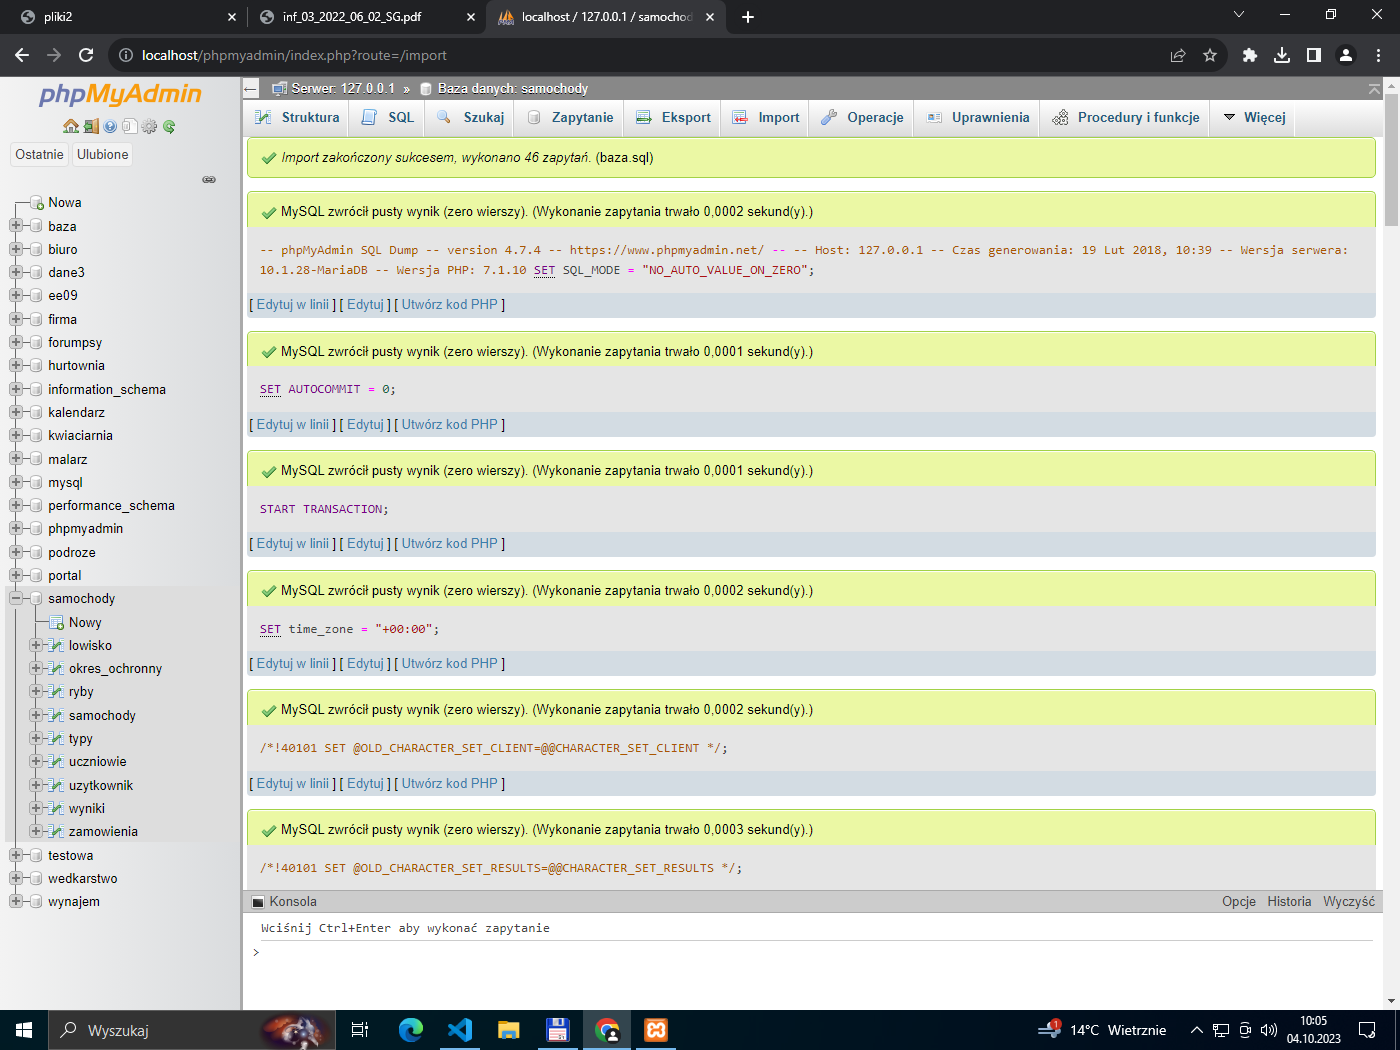 pliki2
inf_03_2022_06_02_SG.pdf
localhost / 127.0.0.1 / samochod
localhost/phpmyadmin/index.php?route=/import
phpMyAdmin
Ostatnie
Ulubione
Nowa
baza
biuro
dane3
ee09
firma
forumpsy
hurtownia
information_schema
kalendarz
kwiaciarnia
malarz
mysql
performance_schema
phpmyadmin
podroze
portal
samochody
Nowy
lowisko
okres_ochronny
ryby
samochody
typy
uczniowie
uzytkownik
wyniki
zamowienia
testowa
wedkarstwo
wynajem
Serwer: 127.0.0.1 » Baza danych: samochody
Struktura
SQL
Szukaj
Zapytanie
Eksport
Import
Operacje
Uprawnienia
Procedury i funkcje
Więcej
Import zakończony sukcesem, wykonano 46 zapytań. (baza.sql)
MySQL zwrócił pusty wynik (zero wierszy). (Wykonanie zapytania trwało 0,0002 sekund(y).)
-- phpMyAdmin SQL Dump -- version 4.7.4 -- https://www.phpmyadmin.net/ -- -- Host: 127.0.0.1 -- Czas generowania: 19 Lut 2018, 10:39 -- Wersja serwera:
10.1.28-MariaDB -- Wersja PHP: 7.1.10 SET SQL_MODE = "NO_AUTO_VALUE_ON_ZERO";
[ Edytuj w linii ] [ Edytuj ] [ Utwórz kod PHP ]
MySQL zwrócił pusty wynik (zero wierszy). (Wykonanie zapytania trwało 0,0001 sekund(y).)
SET AUTOCOMMIT = 0;
[ Edytuj w linii ] [ Edytuj ] [ Utwórz kod PHP ]
MySQL zwrócił pusty wynik (zero wierszy). (Wykonanie zapytania trwało 0,0001 sekund(y).)
START TRANSACTION;
[ Edytuj w linii ] [ Edytuj ] [ Utwórz kod PHP ]
MySQL zwrócił pusty wynik (zero wierszy). (Wykonanie zapytania trwało 0,0002 sekund(y).)
SET time_zone = "+00:00";
[ Edytuj w linii ] [ Edytuj ] [ Utwórz kod PHP ]
MySQL zwrócił pusty wynik (zero wierszy). (Wykonanie zapytania trwało 0,0002 sekund(y).)
/*!40101 SET @OLD_CHARACTER_SET_CLIENT=@@CHARACTER_SET_CLIENT */;
[ Edytuj w linii ] [ Edytuj ] [ Utwórz kod PHP ]
MySQL zwrócił pusty wynik (zero wierszy). (Wykonanie zapytania trwało 0,0003 sekund(y).)
/*!40101 SET @OLD_CHARACTER_SET_RESULTS=@@CHARACTER_SET_RESULTS */;
Konsola
Opcje
Historia
Wyczyść
Wciśnij Ctrl+Enter aby wykonać zapytanie
>
Wyszukaj
1
14°C Wietrznie
10:05
04.10.2023